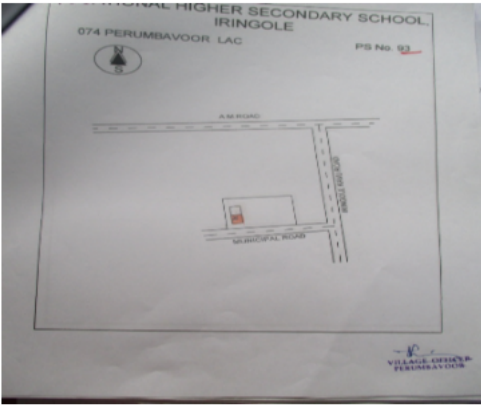 HIGHER SECONDARY SCHOOL,
IRINGOLE
074 PERUMBAVOOR LAC
PS No. 93
N
S
A M ROAD
MUNICIPAL ROAD
VILLAGE OFFICER
PERUMBAVOOR